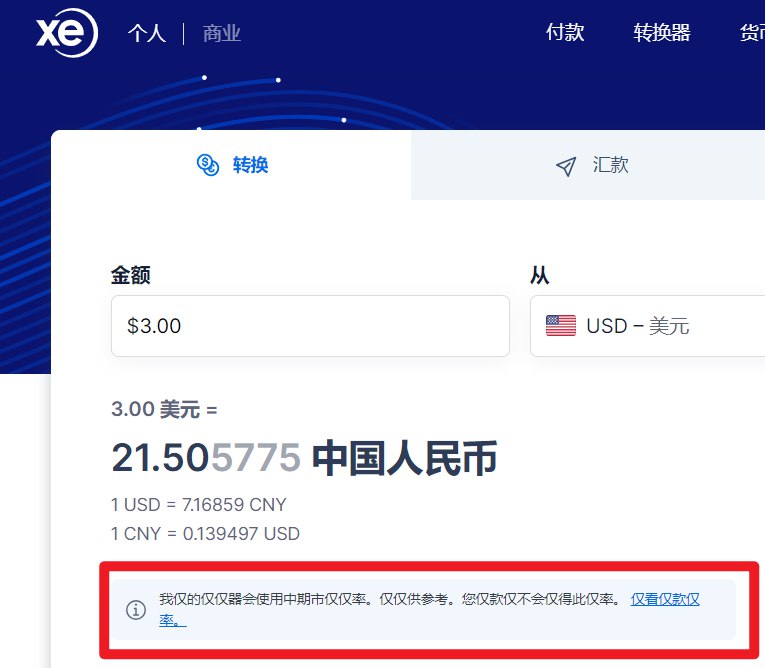 xe 个人 商业 付款 转换器
转换 汇款
金额 从
$3.00 USD – 美元
3.00 美元 =
21.505775 中国人民币
1 USD = 7.16859 CNY
1 CNY = 0.139497 USD
我仅的仅仅器会使用中期市仅仅率。仅仅供参考。您仅款仅不会仅得此仅率。 仅看仅款仅
率。